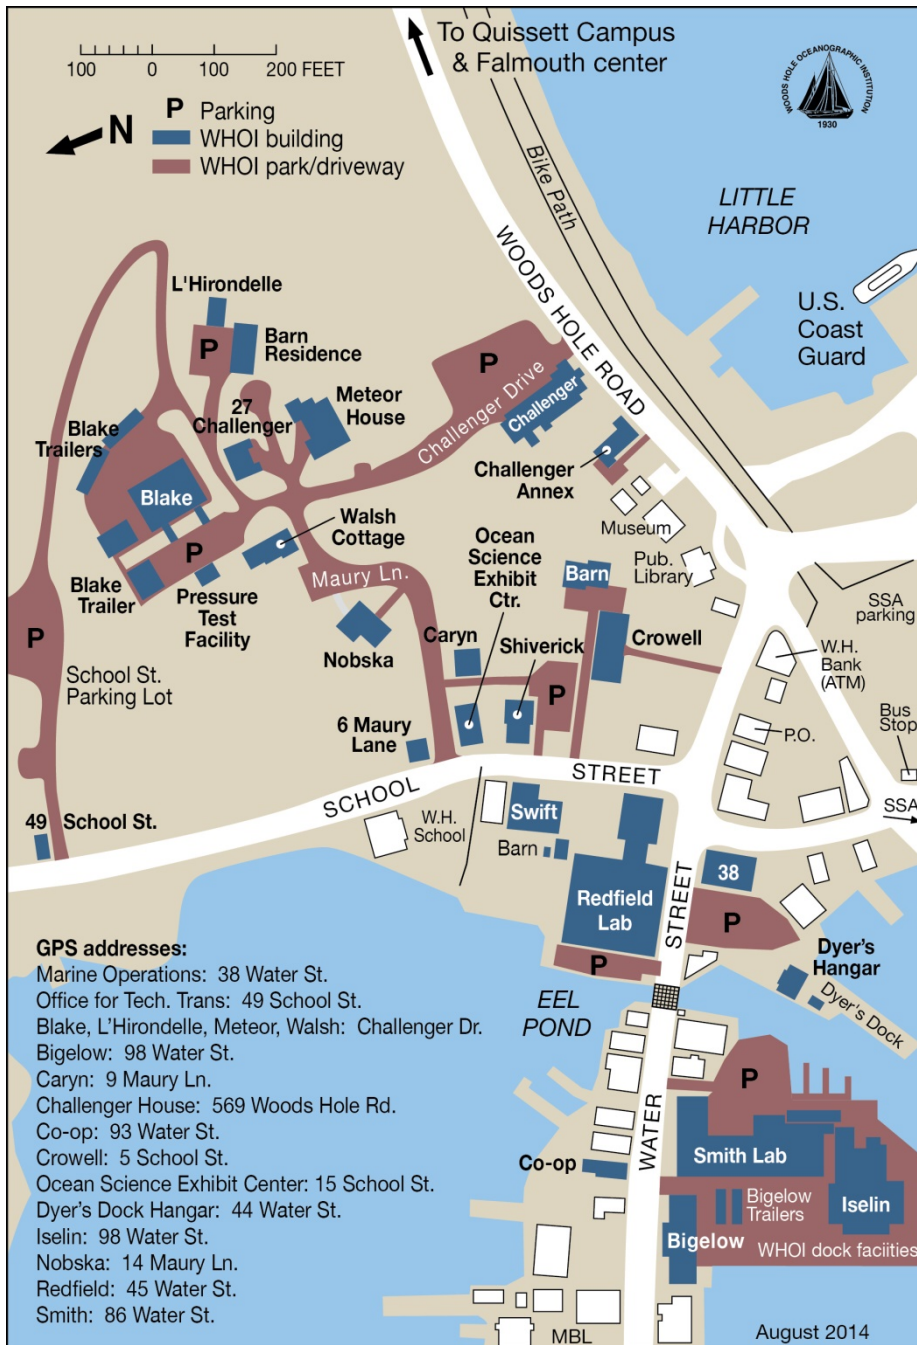 To Quissett Campus
& Falmouth center
100 0 100 200 FEET
P Parking
WHOI building
WHOI park/driveway
N
WOODS HOLE OCEANOGRAPHIC INSTITUTION
1930
Bike Path
LITTLE
HARBOR
WOODS HOLE ROAD
U.S.
Coast
Guard
L'Hirondelle
P
Barn
Residence
P
27
Challenger
Meteor
House
Challenger Drive
Challenger
Blake
Trailers
Challenger
Annex
Blake
Walsh
Cottage
Museum
P
Ocean
Science
Exhibit
Ctr.
Pub.
Library
Blake
Trailer
Pressure
Test
Facility
Maury Ln.
Barn
SSA
parking
P
Nobska
Caryn
Shiverick
Crowell
W.H.
Bank
(ATM)
School St.
Parking Lot
P
6 Maury
Lane
P.O.
Bus
Stop
SCHOOL STREET
SSA
49 School St.
W.H.
School
Swift
Barn
38
Redfield
Lab
P
P
Dyer's
Hangar
Dyer's Dock
EEL
POND
WATER STREET
P
Co-op
Smith Lab
Bigelow
Trailers
Iselin
Bigelow
WHOI dock faciities
MBL
August 2014
GPS addresses:
Marine Operations: 38 Water St.
Office for Tech. Trans: 49 School St.
Blake, L'Hirondelle, Meteor, Walsh: Challenger Dr.
Bigelow: 98 Water St.
Caryn: 9 Maury Ln.
Challenger House: 569 Woods Hole Rd.
Co-op: 93 Water St.
Crowell: 5 School St.
Ocean Science Exhibit Center: 15 School St.
Dyer's Dock Hangar: 44 Water St.
Iselin: 98 Water St.
Nobska: 14 Maury Ln.
Redfield: 45 Water St.
Smith: 86 Water St.